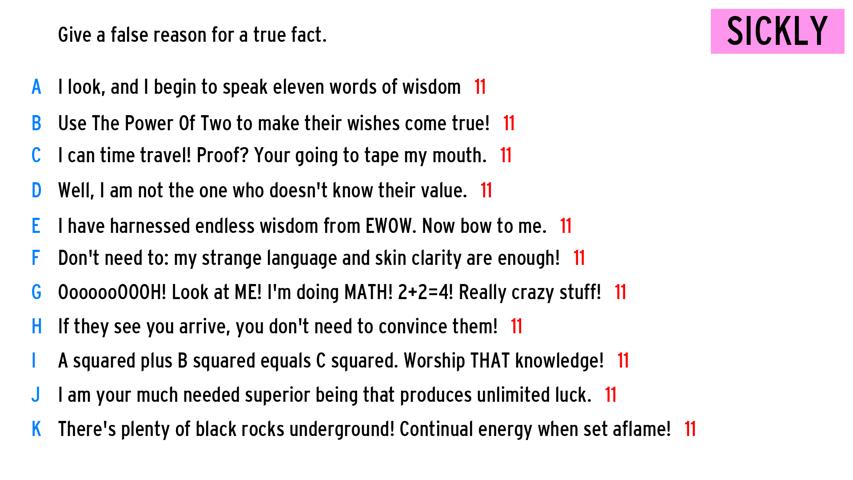 Give a false reason for a true fact.
SICKLY
A I look, and I begin to speak eleven words of wisdom 11
B Use The Power Of Two to make their wishes come true! 11
C I can time travel! Proof? Your going to tape my mouth. 11
D Well, I am not the one who doesn't know their value. 11
E I have harnessed endless wisdom from EWOW. Now bow to me. 11
F Don't need to: my strange language and skin clarity are enough! 11
G OoooooOOOH! Look at ME! I'm doing MATH! 2+2=4! Really crazy stuff! 11
H If they see you arrive, you don't need to convince them! 11
I A squared plus B squared equals C squared. Worship THAT knowledge! 11
J I am your much needed superior being that produces unlimited luck. 11
K There's plenty of black rocks underground! Continual energy when set aflame! 11